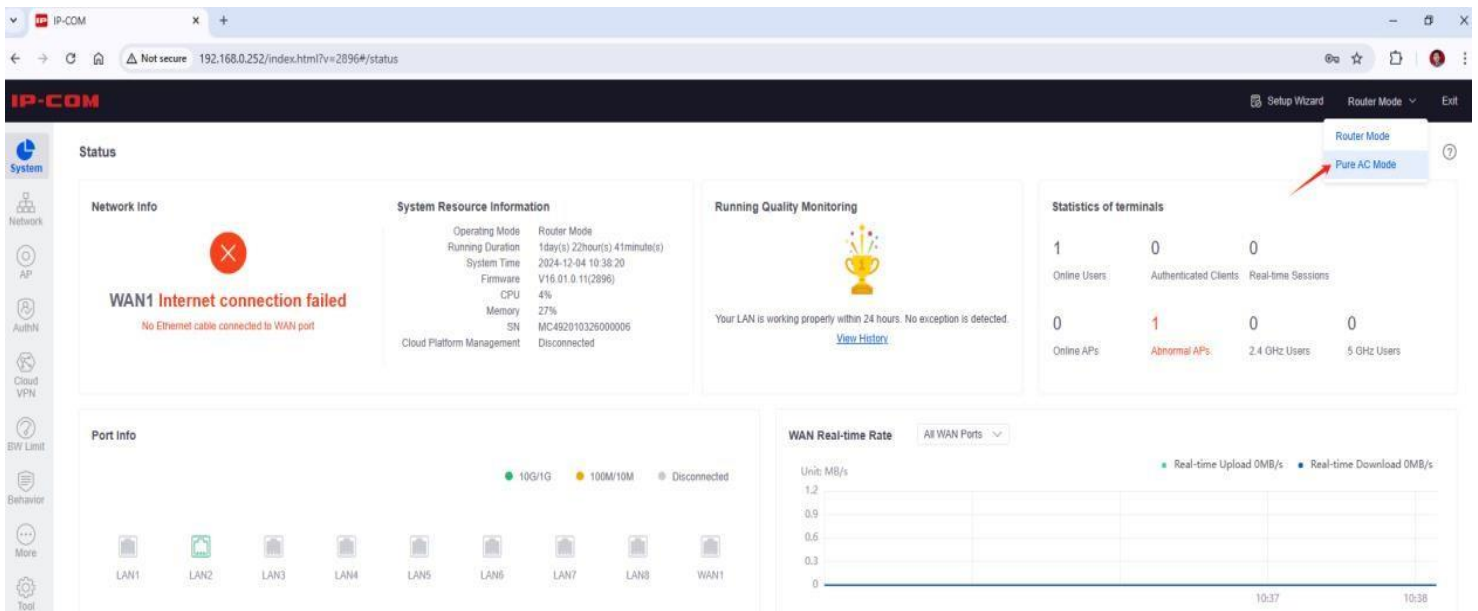 IP-COM
Not secure 192.168.0.252/index.html?v=2896#/status
IP-COM
Setup Wizard
Router Mode
Exit
Router Mode
Pure AC Mode
System
Network
AP
AuthN
Cloud
VPN
BW Limit
Behavior
More
Tool
Status
Network Info
WAN1 Internet connection failed
No Ethernet cable connected to WAN port
System Resource Information
Operating Mode Router Mode
Running Duration 1day(s) 22hour(s) 41minute(s)
System Time 2024-12-04 10:38:20
Firmware V16.01.0.11(2896)
CPU 4%
Memory 27%
SN MC492010326000006
Cloud Platform Management Disconnected
Running Quality Monitoring
Your LAN is working properly within 24 hours. No exception is detected.
View History
Statistics of terminals
1 0 0
Online Users Authenticated Clients Real-time Sessions
0 1 0 0
Online APs Abnormal APs 2.4 GHz Users 5 GHz Users
Port Info
10G/1G 100M/10M Disconnected
LAN1 LAN2 LAN3 LAN4 LAN5 LAN6 LAN7 LAN8 WAN1
WAN Real-time Rate All WAN Ports
Unit: MB/s
Real-time Upload 0MB/s Real-time Download 0MB/s
1.2
0.9
0.6
0.3
0
10:37 10:38